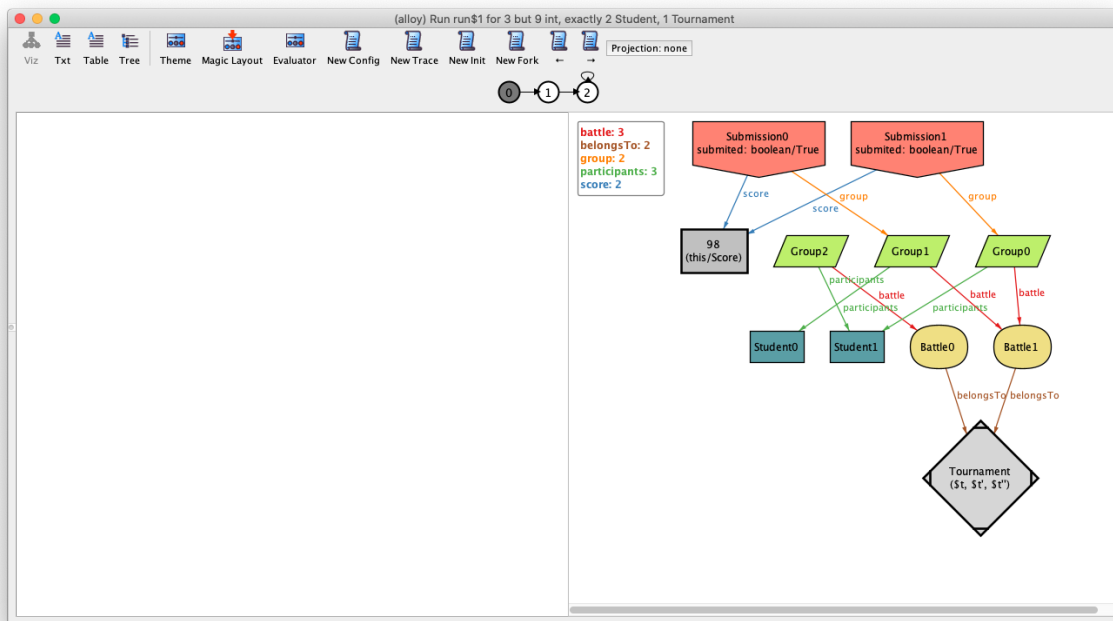 (alloy) Run run$1 for 3 but 9 int, exactly 2 Student, 1 Tournament
Viz Txt Table Tree Theme Magic Layout Evaluator New Config New Trace New Init New Fork ← → Projection: none
0 1 2
battle: 3
belongsTo: 2
group: 2
participants: 3
score: 2
Submission0
submited: boolean/True
Submission1
submited: boolean/True
score
group
group
score
98
(this/Score)
Group2
Group1
Group0
participants
battle
battle
battle
participants
participants
Student0
Student1
Battle0
Battle1
belongsTo
belongsTo
Tournament
($t, $t', $t'')